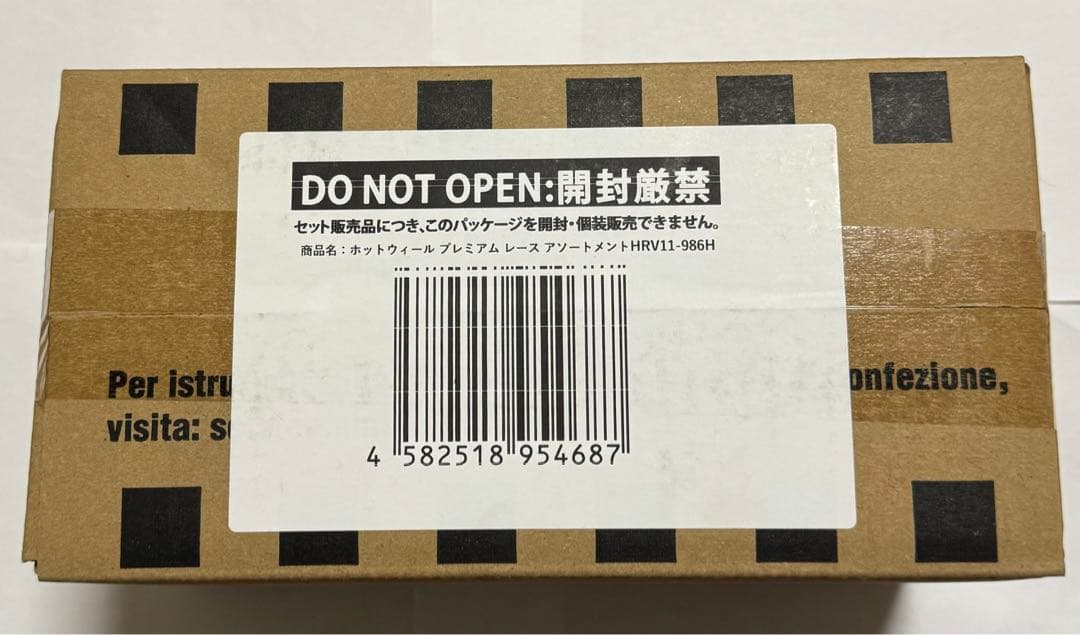 DO NOT OPEN:開封厳禁
セット販売品につき、このパッケージを開封・個装販売できません。
商品名：ホットウィール プレミアム レース アソートメントHRV11-986H
4 582518 954687
Per istru
onfezione,
visita: s